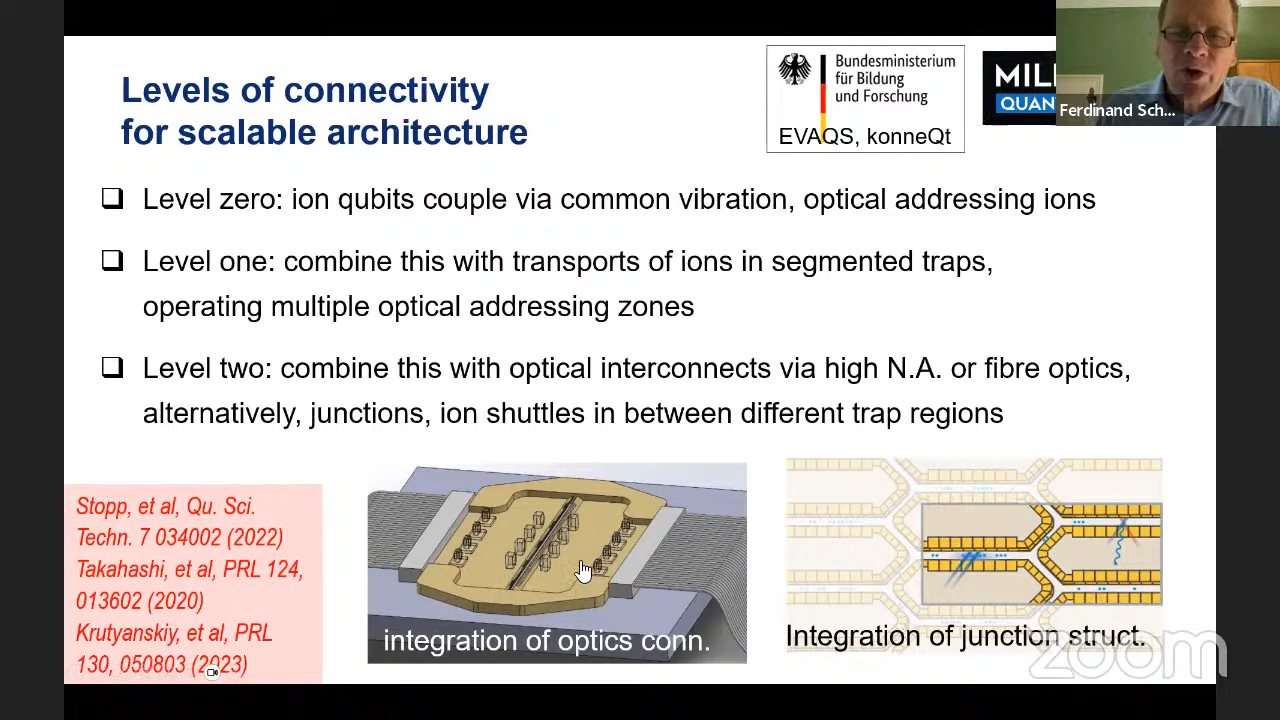 Levels of connectivity
for scalable architecture
Bundesministerium
für Bildung
und Forschung
EVAQS, konneQt
Ferdinand Sch...
Level zero: ion qubits couple via common vibration, optical addressing ions
Level one: combine this with transports of ions in segmented traps,
operating multiple optical addressing zones
Level two: combine this with optical interconnects via high N.A. or fibre optics,
alternatively, junctions, ion shuttles in between different trap regions
Stopp, et al, Qu. Sci.
Techn. 7 034002 (2022)
Takahashi, et al, PRL 124,
013602 (2020)
Krutyanskiy, et al, PRL
130, 050803 (2023)
integration of optics conn.
Integration of junction struct.
zoom